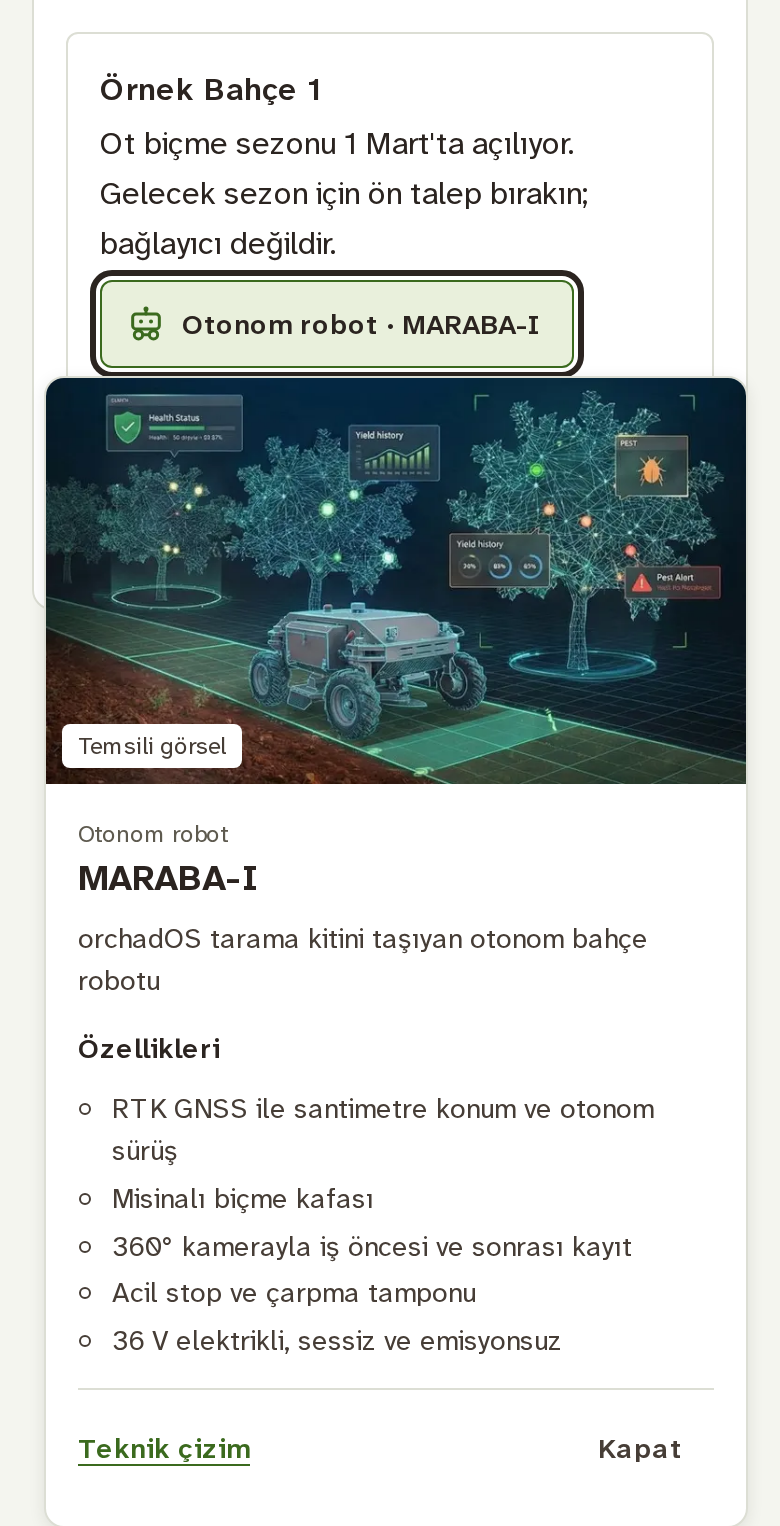 Örnek Bahçe 1
Ot biçme sezonu 1 Mart'ta açılıyor.
Gelecek sezon için ön talep bırakın;
bağlayıcı değildir.
Otonom robot · MARABA-I
Health Status
Yield history
PEST
Yield history
Pest Alert
Temsili görsel
Otonom robot
MARABA-I
orchadOS tarama kitini taşıyan otonom bahçe
robotu
Özellikleri
RTK GNSS ile santimetre konum ve otonom
sürüş
Misinalı biçme kafası
360° kamerayla iş öncesi ve sonrası kayıt
Acil stop ve çarpma tamponu
36 V elektrikli, sessiz ve emisyonsuz
Teknik çizim
Kapat